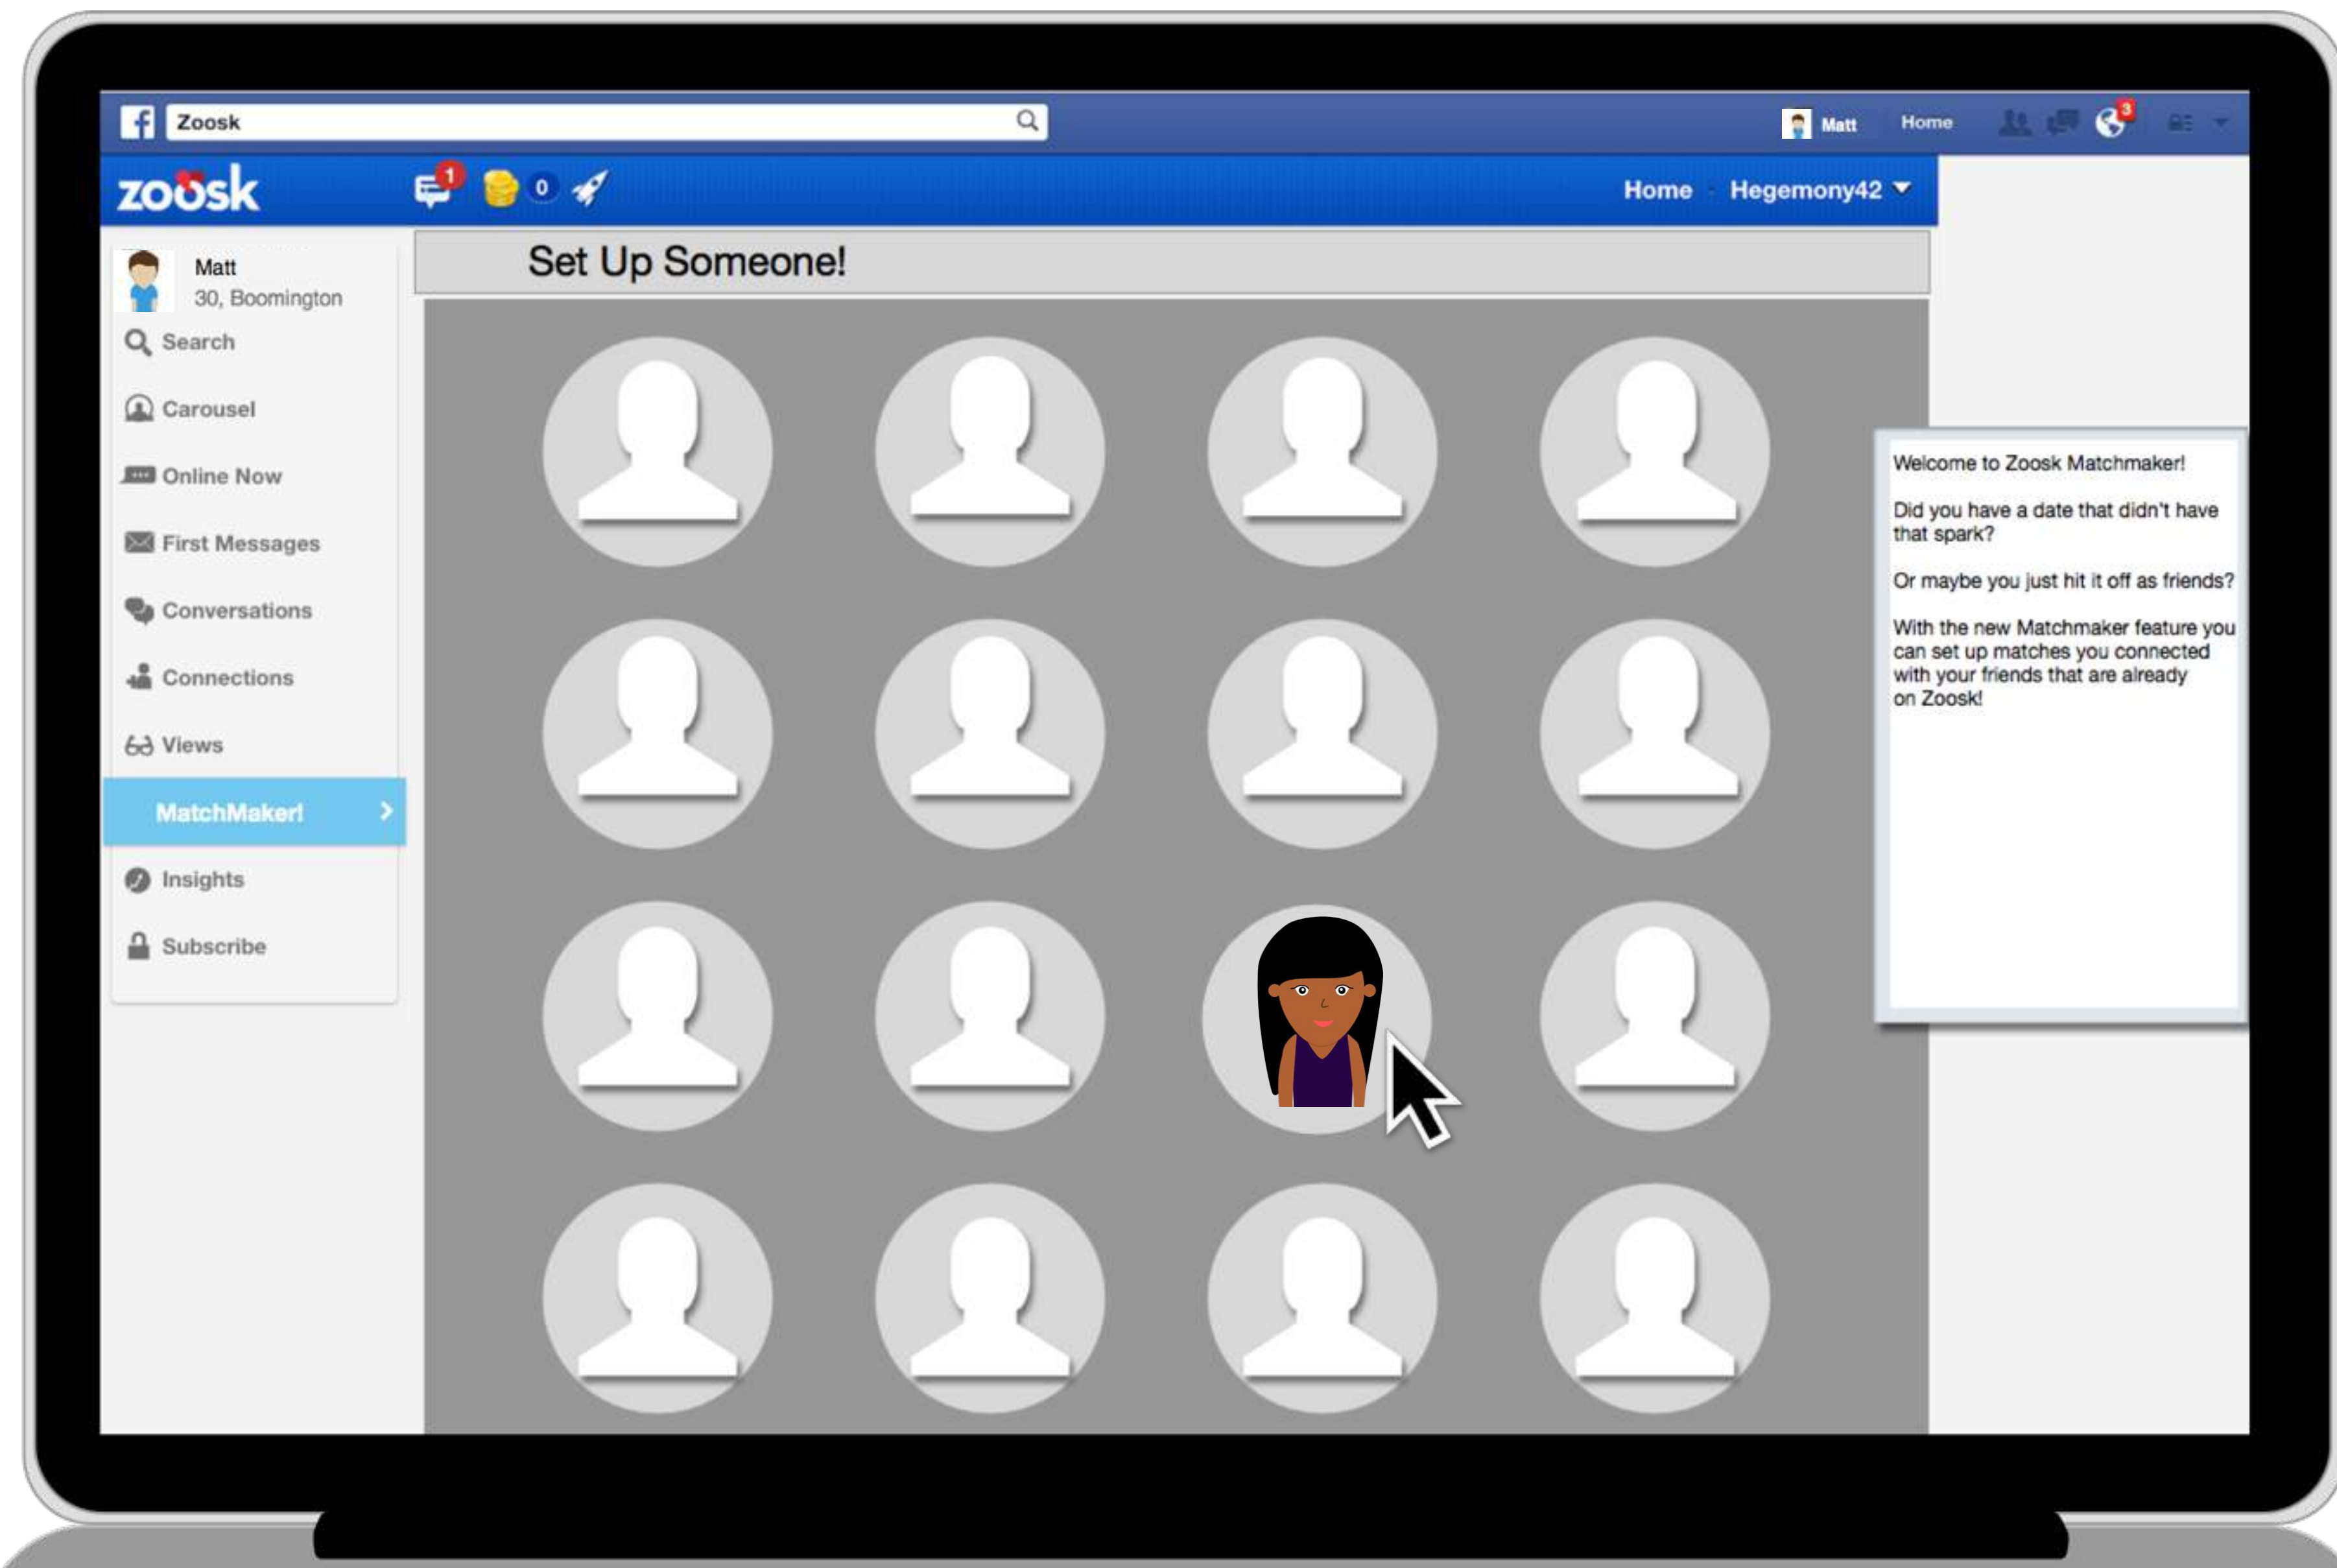 Zoosk
Matt Home 3
zoosk 1 0 Home Hegemony42
Matt
30, Boomington
Search
Carousel
Online Now
First Messages
Conversations
Connections
Views
MatchMaker!
Insights
Subscribe
Set Up Someone!
Welcome to Zoosk Matchmaker!
Did you have a date that didn't have
that spark?
Or maybe you just hit it off as friends?
With the new Matchmaker feature you
can set up matches you connected
with your friends that are already
on Zoosk!